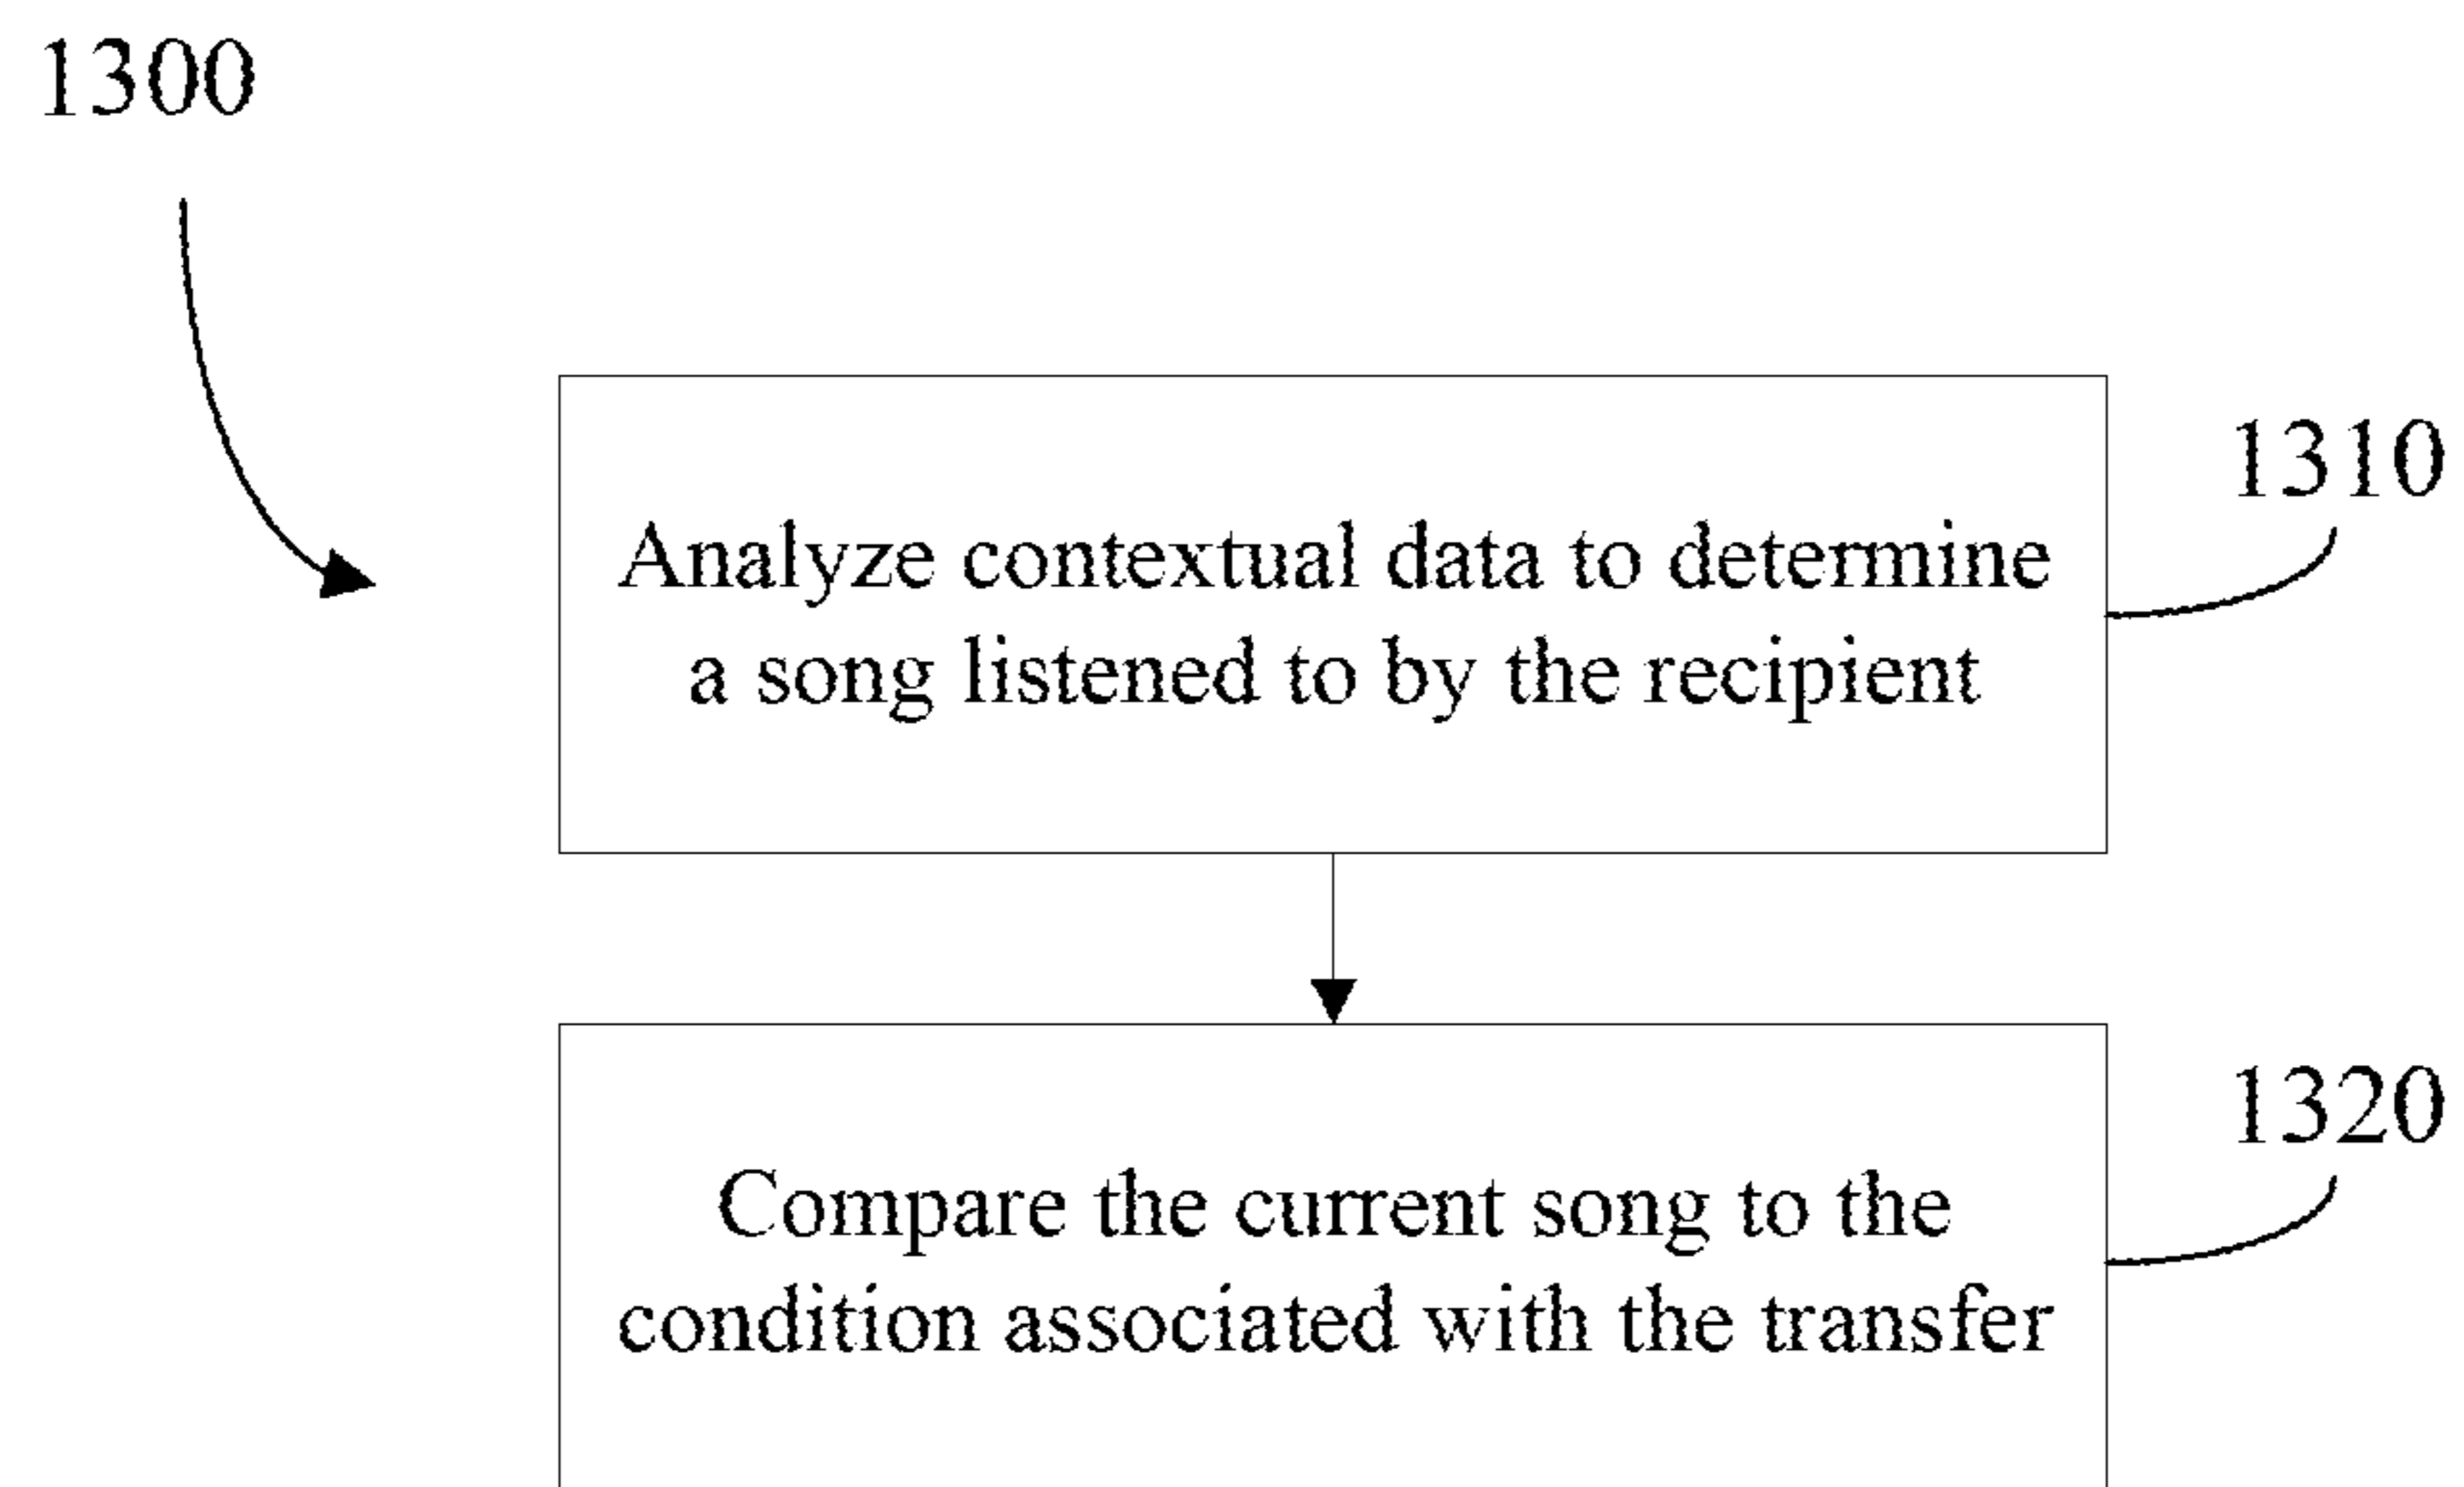 1300
1310
Analyze contextual data to determine
a song listened to by the recipient
1320
Compare the current song to the
condition associated with the transfer